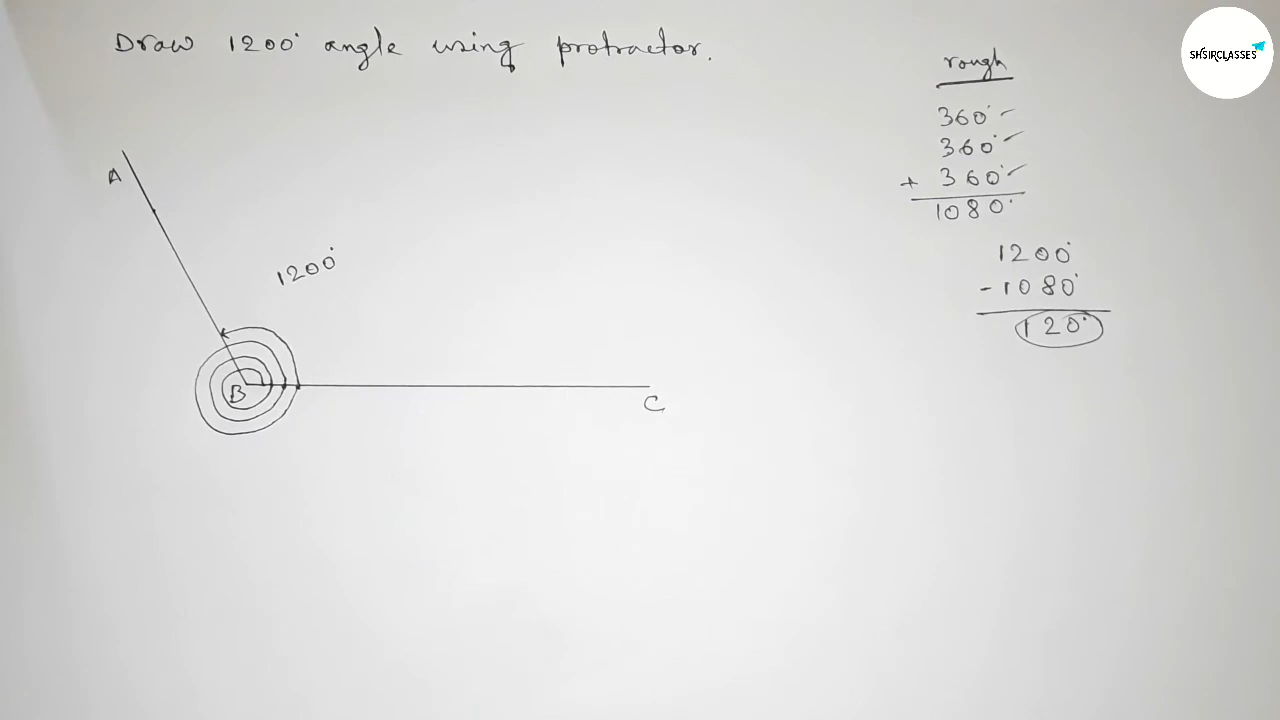 Draw 1200° angle using protractor.
SHSIRCLASSES
rough
360°
360°
+ 360°
1080°
1200°
-1080°
120°
A
1200°
B
C